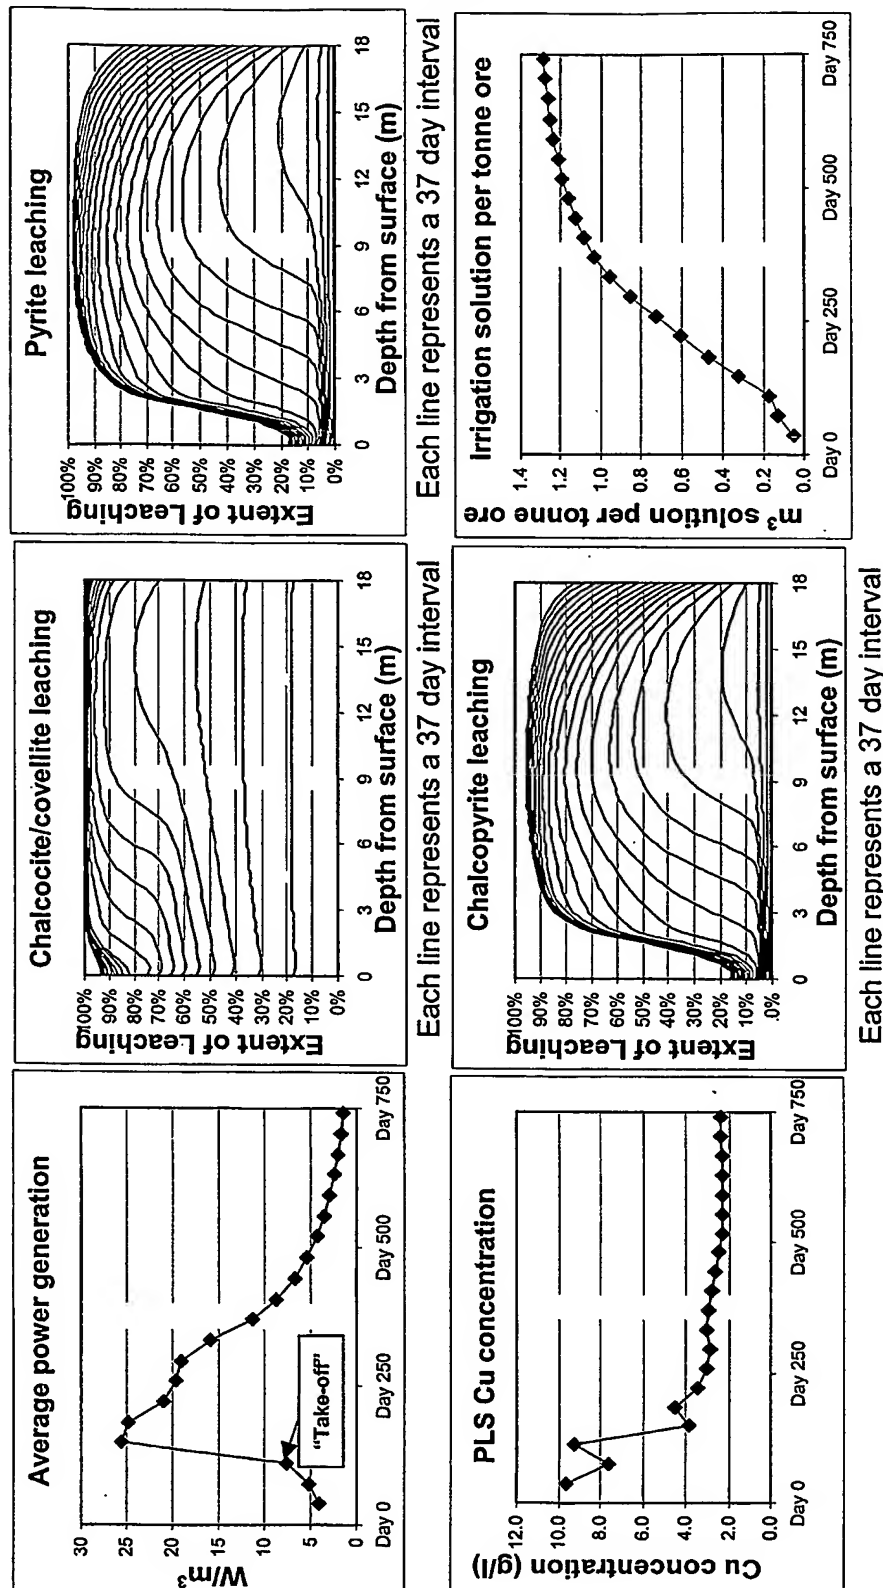 Average power generation
W/m³
30
25
20
15
10
5
0
"Take-off"
Day 0
Day 250
Day 500
Day 750
Chalcocite/covellite leaching
Extent of Leaching
100%
90%
80%
70%
60%
50%
40%
30%
20%
10%
0%
0 3 6 9 12 15 18
Depth from surface (m)
Each line represents a 37 day interval
Pyrite leaching
Extent of Leaching
100%
90%
80%
70%
60%
50%
40%
30%
20%
10%
0%
0 3 6 9 12 15 18
Depth from surface (m)
Each line represents a 37 day interval
PLS Cu concentration
Cu concentration (g/l)
12.0
10.0
8.0
6.0
4.0
2.0
0.0
Day 0
Day 250
Day 500
Day 750
Chalcopyrite leaching
Extent of Leaching
100%
90%
80%
70%
60%
50%
40%
30%
20%
10%
0%
0 3 6 9 12 15 18
Depth from surface (m)
Each line represents a 37 day interval
Irrigation solution per tonne ore
m³ solution per tonne ore
1.4
1.2
1.0
0.8
0.6
0.4
0.2
0.0
Day 0
Day 250
Day 500
Day 750